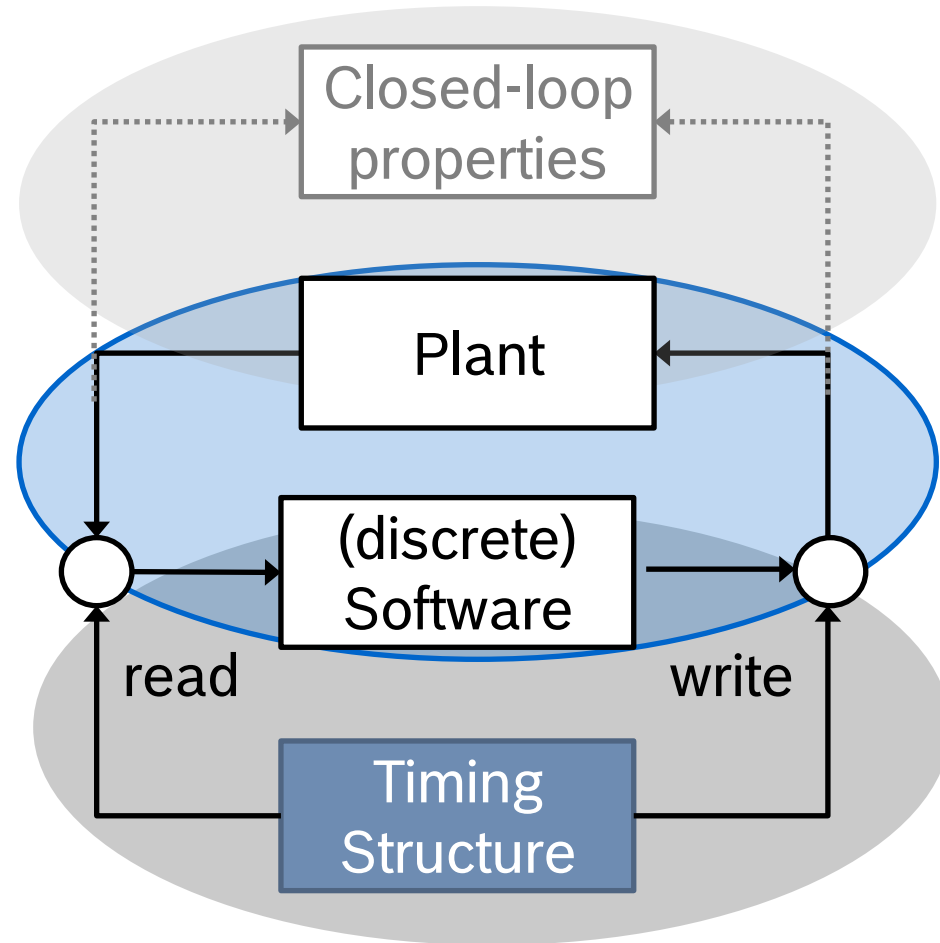 Closed-loop
properties
Plant
(discrete)
Software
read
write
Timing
Structure